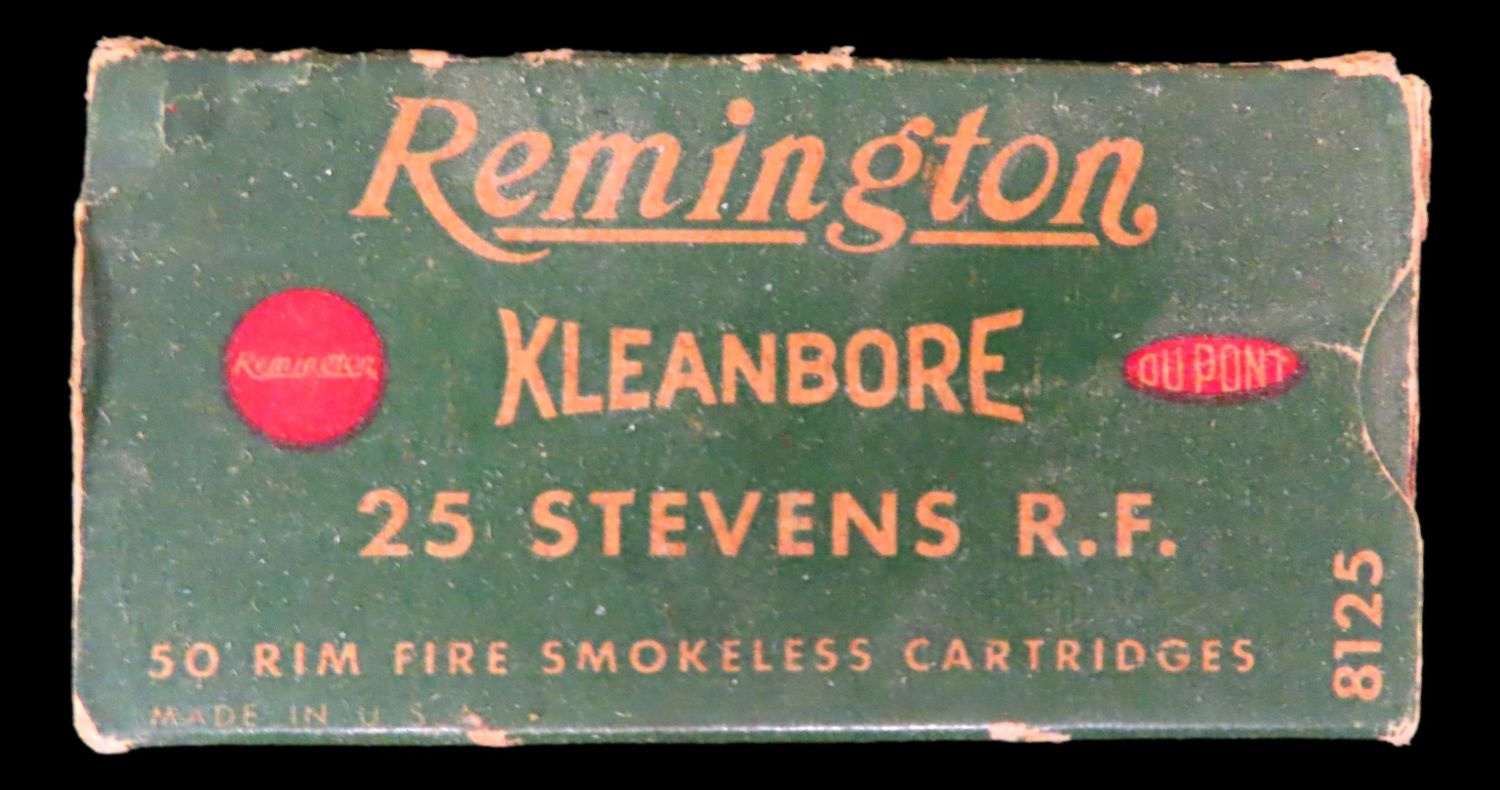 Remington
Remington
KLEANBORE
DU PONT
25 STEVENS R.F.
50 RIM FIRE SMOKELESS CARTRIDGES
MADE IN U.S.A.
8125